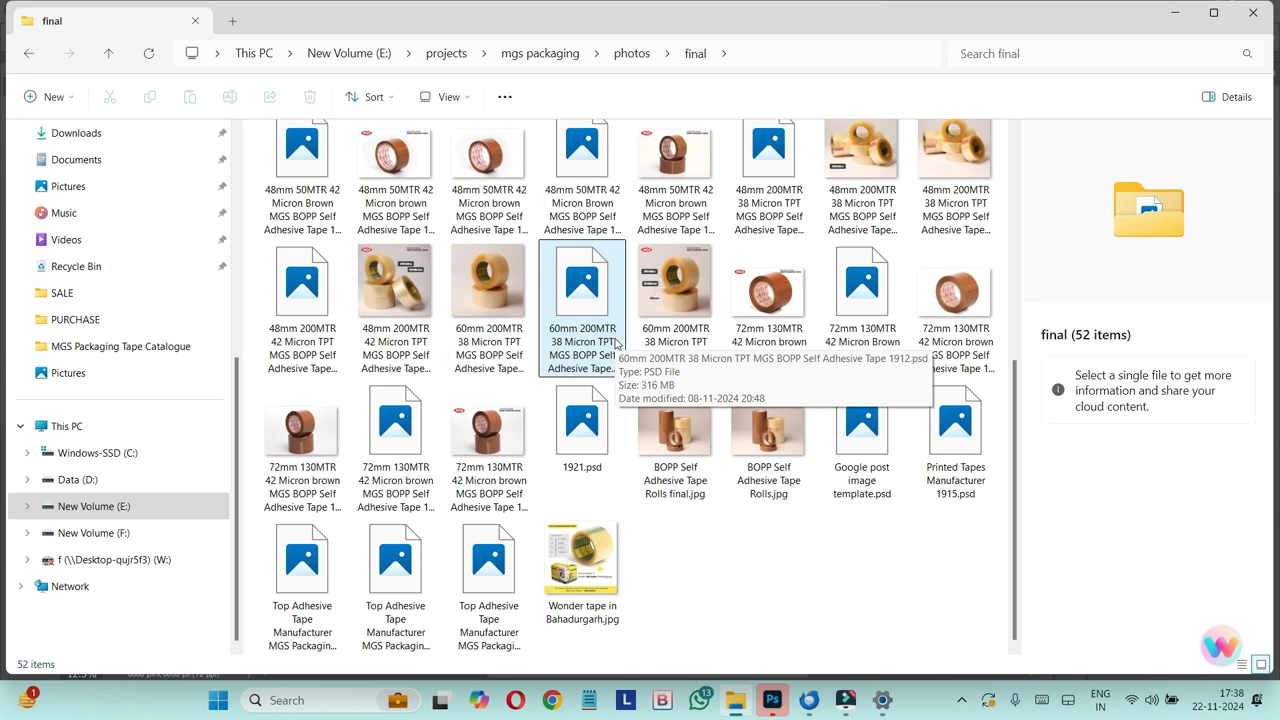 final
This PC
New Volume (E:)
projects
mgs packaging
photos
final
Search final
New
Sort
View
Details
Downloads
Documents
Pictures
Music
Videos
Recycle Bin
SALE
PURCHASE
MGS Packaging Tape Catalogue
Pictures
This PC
Windows-SSD (C:)
Data (D:)
New Volume (E:)
New Volume (F:)
f (\\Desktop-qujr5f3) (W:)
Network
48mm 50MTR 42
Micron Brown
MGS BOPP Self
Adhesive Tape 1...
48mm 50MTR 42
Micron brown
MGS BOPP Self
Adhesive Tape 1...
48mm 50MTR 42
Micron brown
MGS BOPP Self
Adhesive Tape 1...
48mm 50MTR 42
Micron Brown
MGS BOPP Self
Adhesive Tape 1...
48mm 50MTR 42
Micron brown
MGS BOPP Self
Adhesive Tape 1...
48mm 200MTR
38 Micron TPT
MGS BOPP Self
Adhesive Tape 1...
48mm 200MTR
38 Micron TPT
MGS BOPP Self
Adhesive Tape 1...
48mm 200MTR
38 Micron TPT
MGS BOPP Self
Adhesive Tape 1...
48mm 200MTR
42 Micron TPT
MGS BOPP Self
Adhesive Tape 1...
48mm 200MTR
42 Micron TPT
MGS BOPP Self
Adhesive Tape 1...
60mm 200MTR
38 Micron TPT
MGS BOPP Self
Adhesive Tape 1...
60mm 200MTR
38 Micron TPT
MGS BOPP Self
Adhesive Tape...
60mm 200MTR
38 Micron TPT
72mm 130MTR
42 Micron brown
72mm 130MTR
42 Micron Brown
72mm 130MTR
42 Micron brown
MGS BOPP Self
Adhesive Tape 1...
60mm 200MTR 38 Micron TPT MGS BOPP Self Adhesive Tape 1912.psd
Type: PSD File
Size: 316 MB
Date modified: 08-11-2024 20:48
72mm 130MTR
42 Micron brown
MGS BOPP Self
Adhesive Tape 1...
72mm 130MTR
42 Micron brown
MGS BOPP Self
Adhesive Tape 1...
72mm 130MTR
42 Micron brown
MGS BOPP Self
Adhesive Tape 1...
1921.psd
BOPP Self
Adhesive Tape
Rolls final.jpg
BOPP Self
Adhesive Tape
Rolls.jpg
Google post
image
template.psd
Printed Tapes
Manufacturer
1915.psd
Top Adhesive
Tape
Manufacturer
MGS Packagin...
Top Adhesive
Tape
Manufacturer
MGS Packagin...
Top Adhesive
Tape
Manufacturer
MGS Packagi...
Wonder tape in
Bahadurgarh.jpg
final (52 items)
Select a single file to get more
information and share your
cloud content.
52 items
1
Search
13
ENG
IN
17:38
22-11-2024